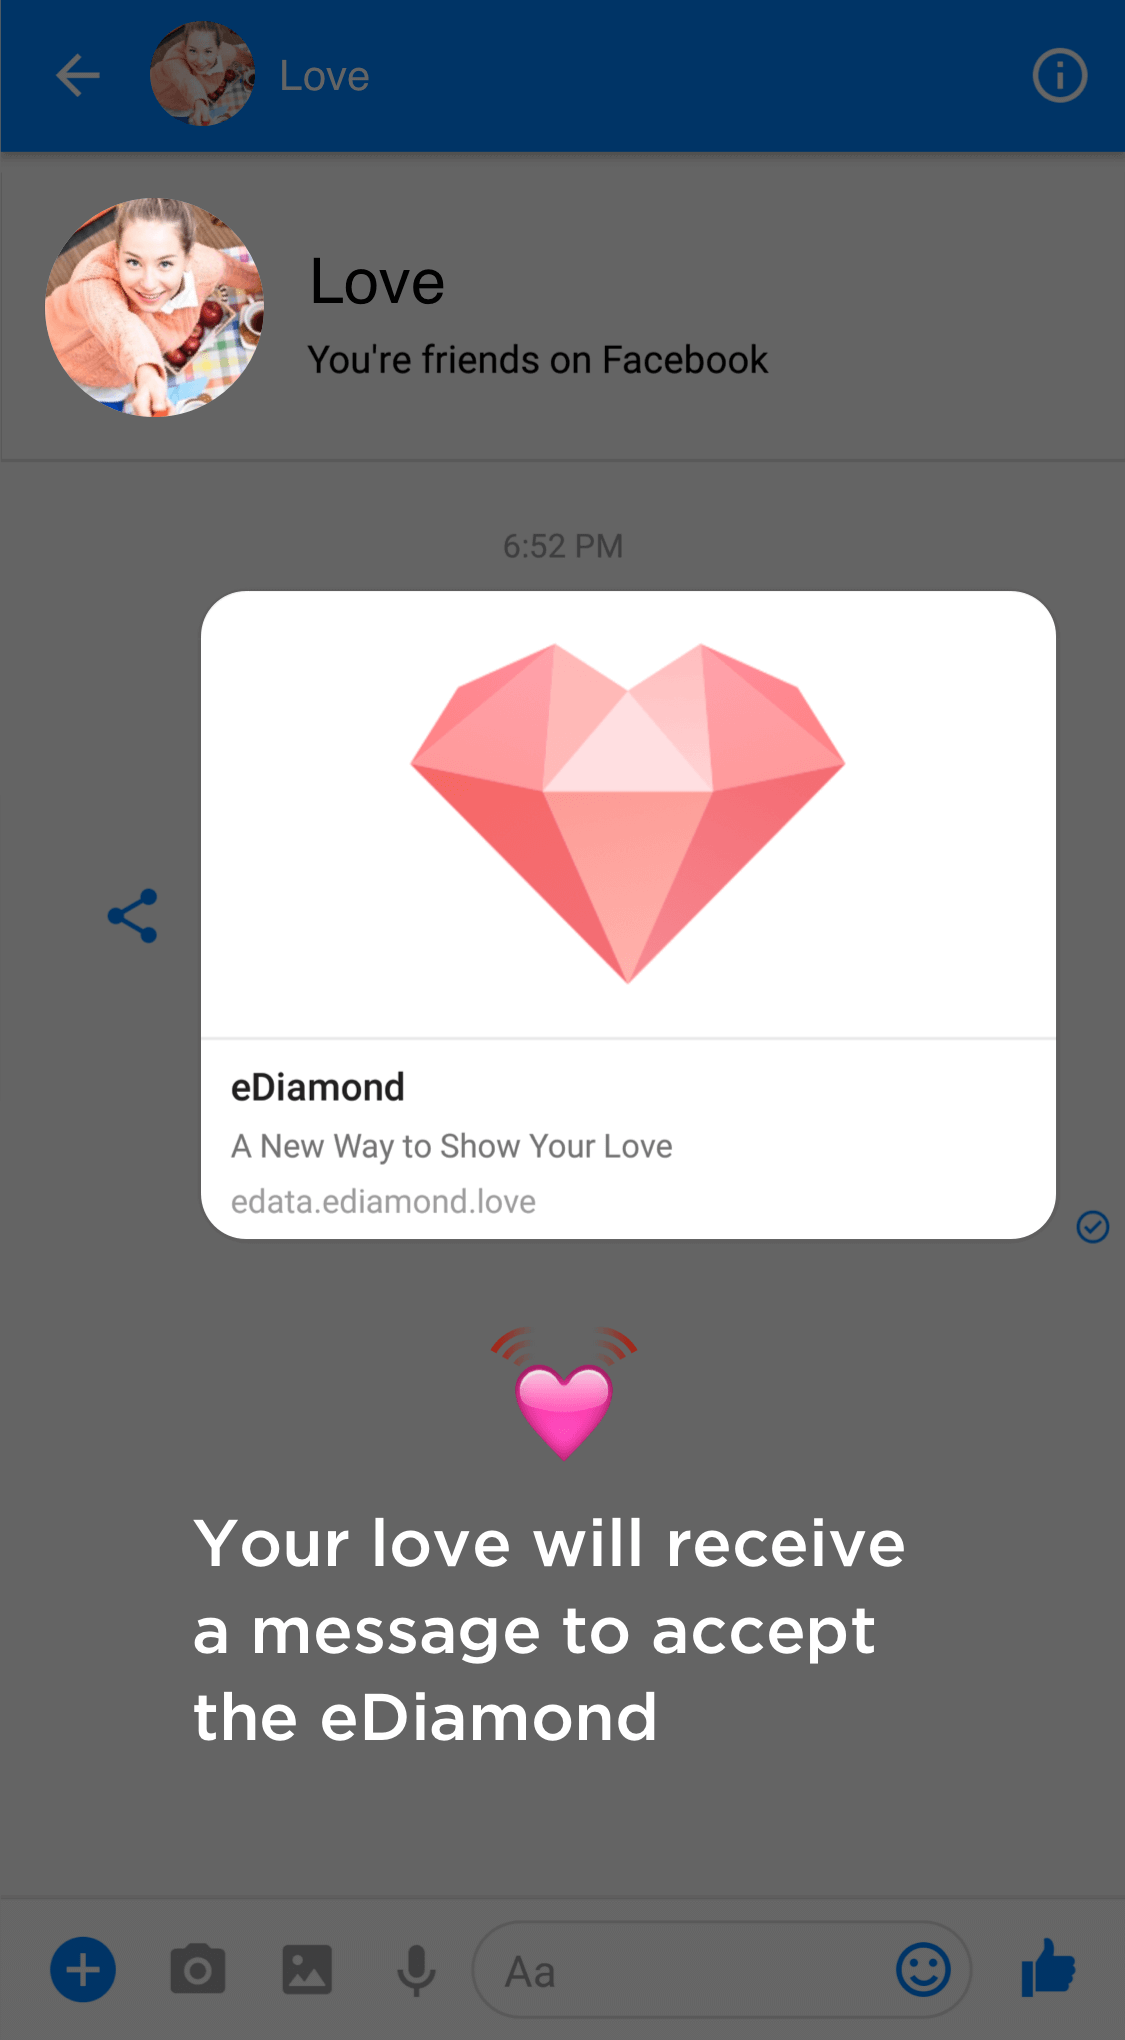 Love
Love
You're friends on Facebook
6:52 PM
eDiamond
A New Way to Show Your Love
edata.ediamond.love
Your love will receive
a message to accept
the eDiamond
Aa